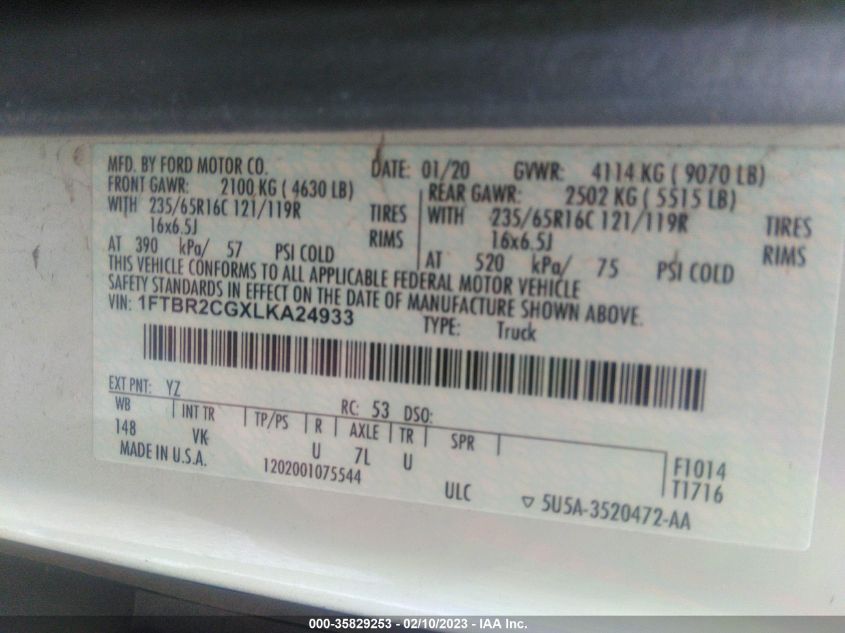 MFD. BY FORD MOTOR CO. DATE: 01/20 GVWR: 4114 KG ( 9070 LB)
FRONT GAWR: 2100 KG ( 4630 LB) REAR GAWR: 2502 KG ( 5515 LB)
WITH 235/65R16C 121/119R TIRES WITH 235/65R16C 121/119R TIRES
16x6.5J RIMS 16x6.5J RIMS
AT 390 kPa/ 57 PSI COLD AT 520 kPa/ 75 PSI COLD
THIS VEHICLE CONFORMS TO ALL APPLICABLE FEDERAL MOTOR VEHICLE
SAFETY STANDARDS IN EFFECT ON THE DATE OF MANUFACTURE SHOWN ABOVE.
VIN: 1FTBR2CGXLKA24933 TYPE: Truck
EXT PNT: YZ RC: 53 DSO:
WB INT TR TP/PS R AXLE TR SPR
148 VK U 7L U F1014
MADE IN U.S.A. 1202001075544 ULC T1716
▽ 5U5A-3520472-AA
000-35829253 - 02/10/2023 - IAA Inc.